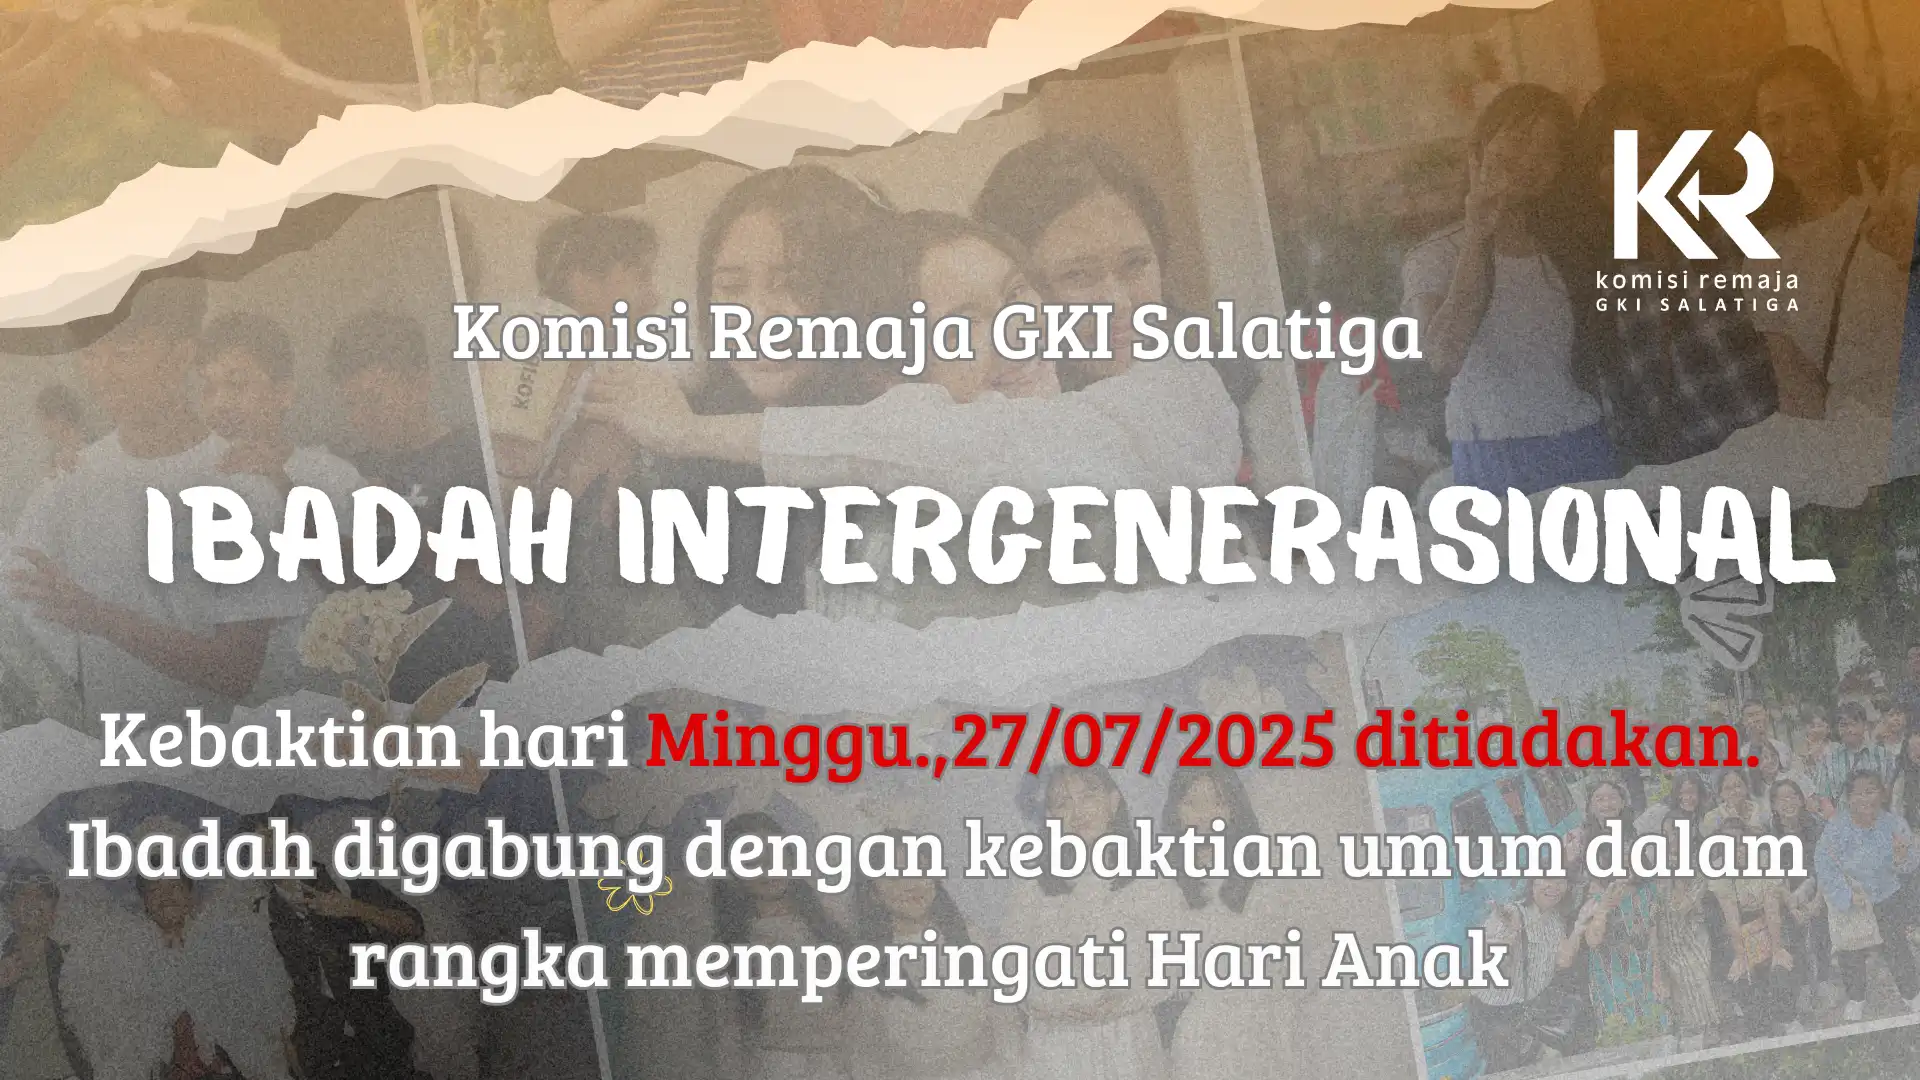 KR
komisi remaja
GKI SALATIGA
Komisi Remaja GKI Salatiga
IBADAH INTERGENERASIONAL
Kebaktian hari Minggu.,27/07/2025 ditiadakan.
Ibadah digabung dengan kebaktian umum dalam
rangka memperingati Hari Anak